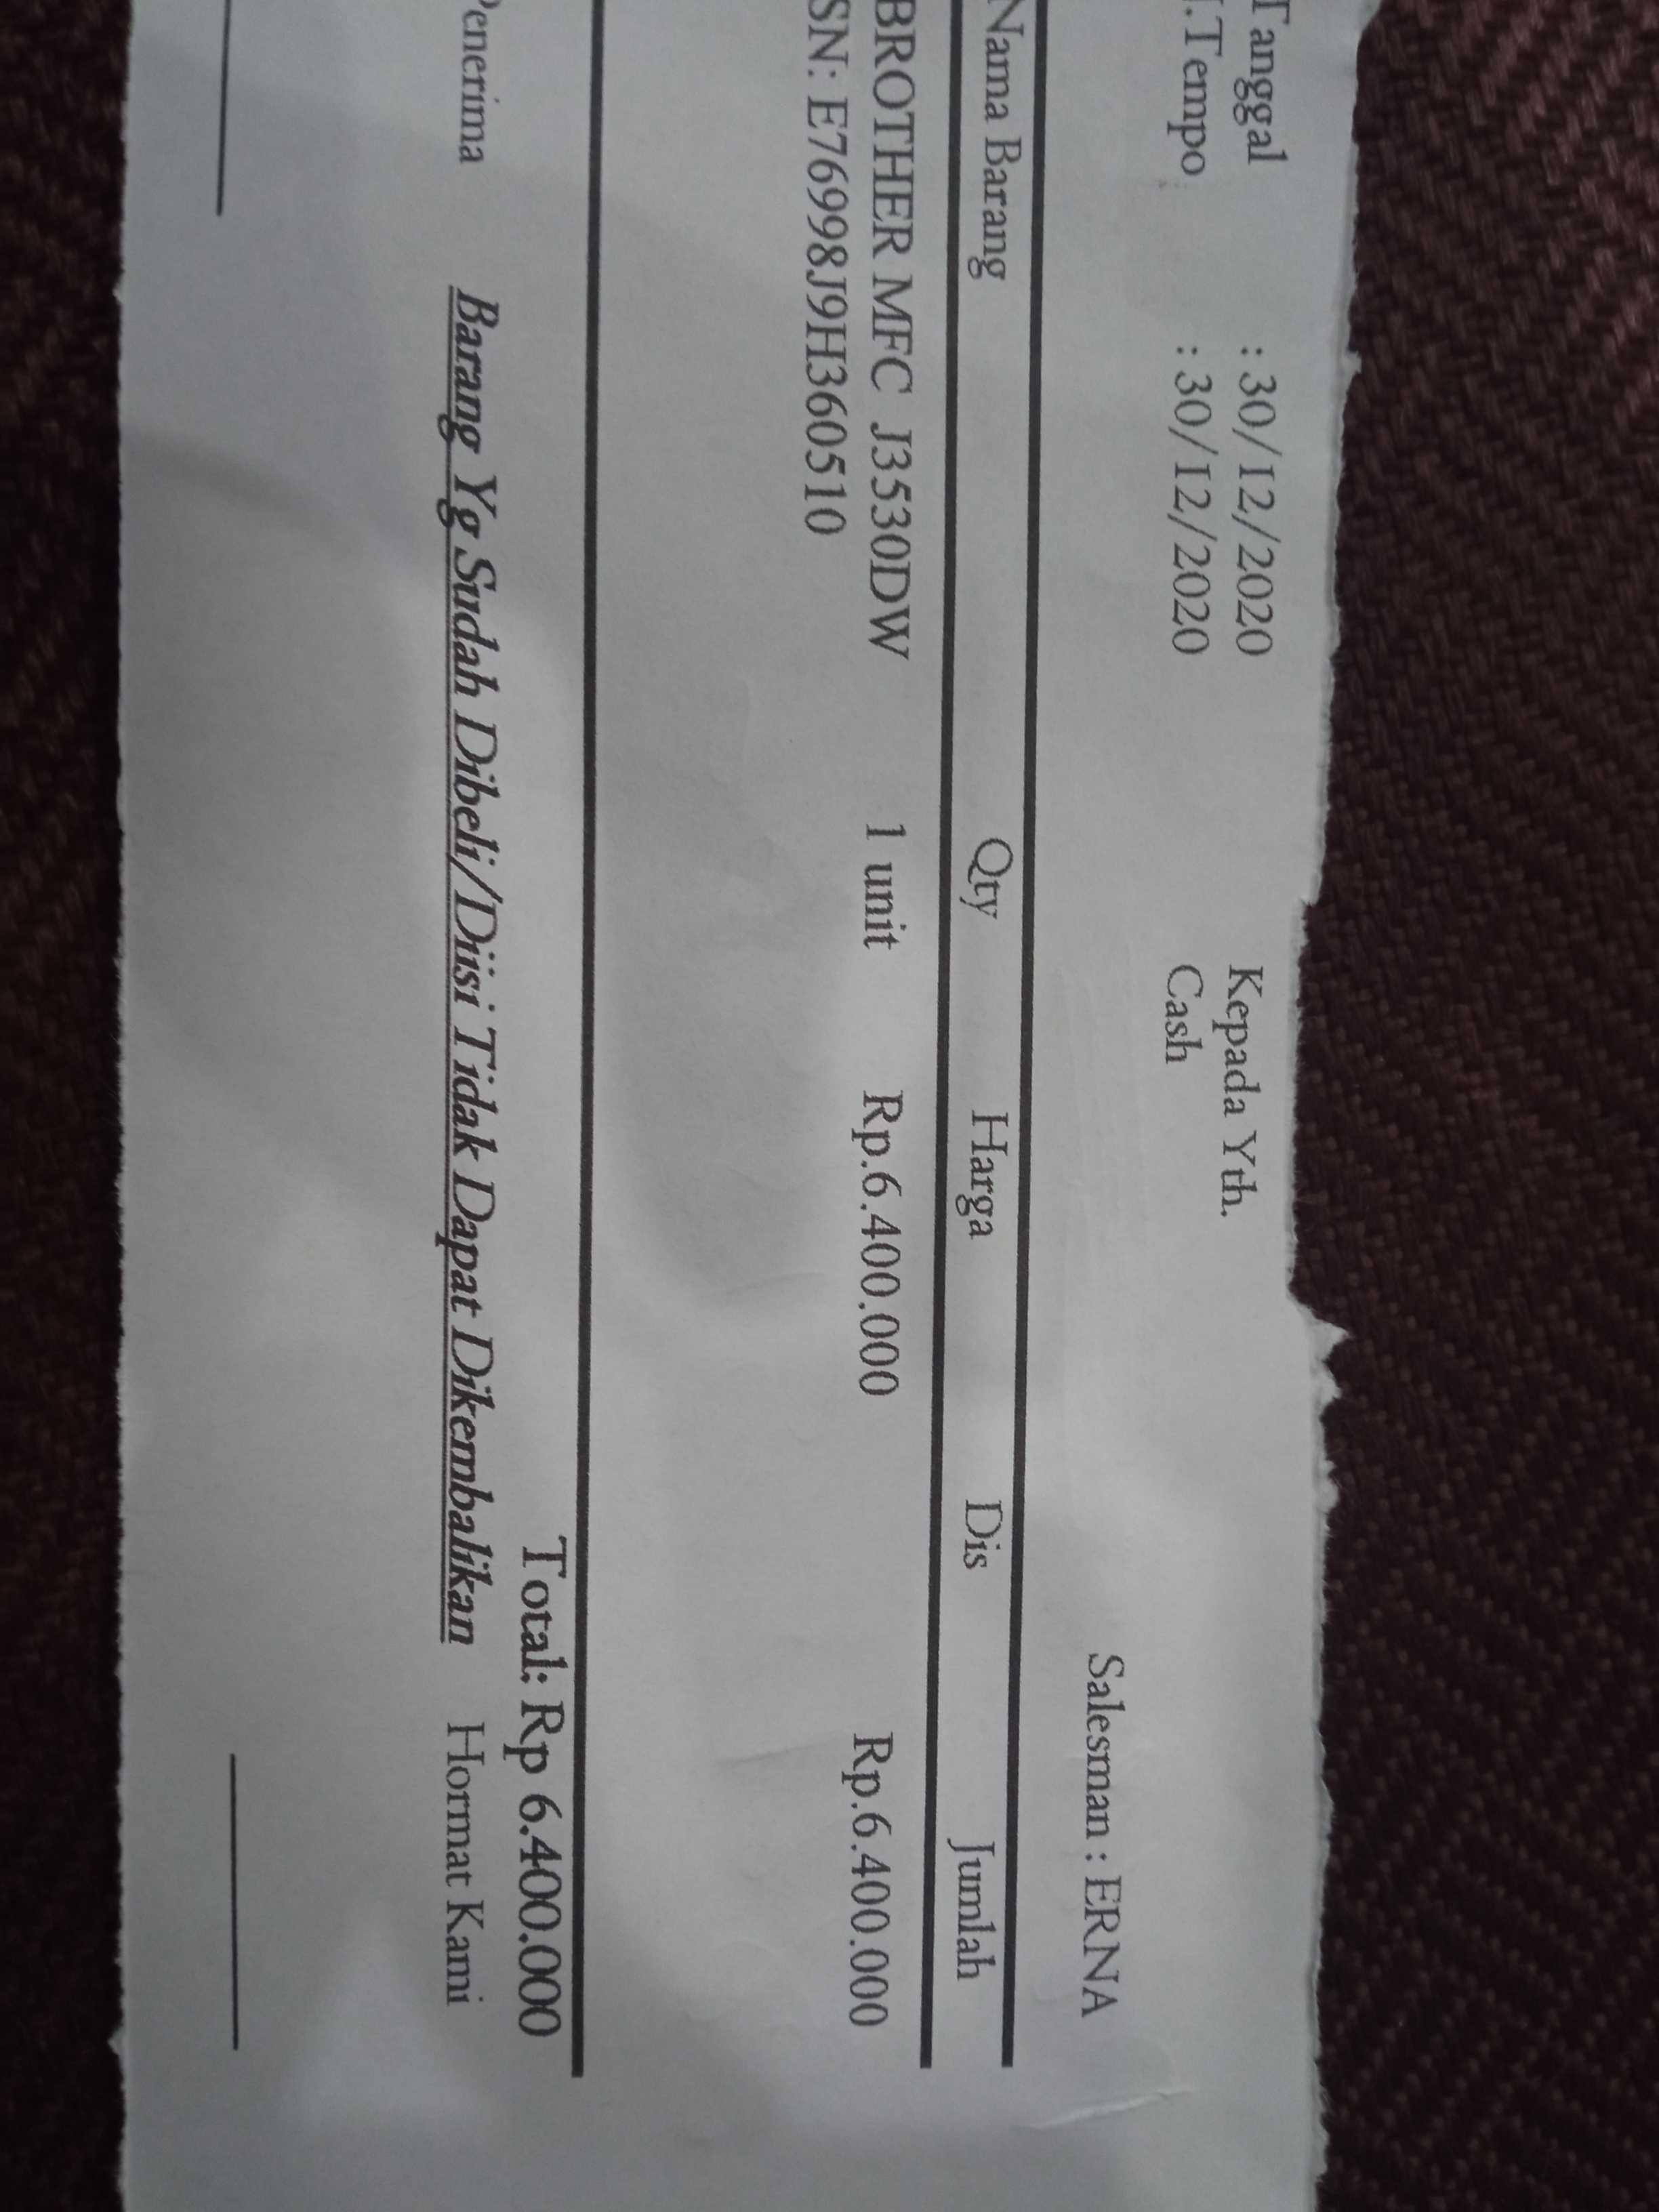 Tanggal : 30/12/2020 Kepada Yth.
J.Tempo : 30/12/2020 Cash
Salesman : ERNA
Nama Barang Qty Harga Dis Jumlah
BROTHER MFC J3530DW 1 unit Rp.6.400.000 Rp.6.400.000
SN: E76998J9H360510
Total: Rp 6.400.000
Penerima Barang Yg Sudah Dibeli/Diisi Tidak Dapat Dikembalikan Hormat Kami